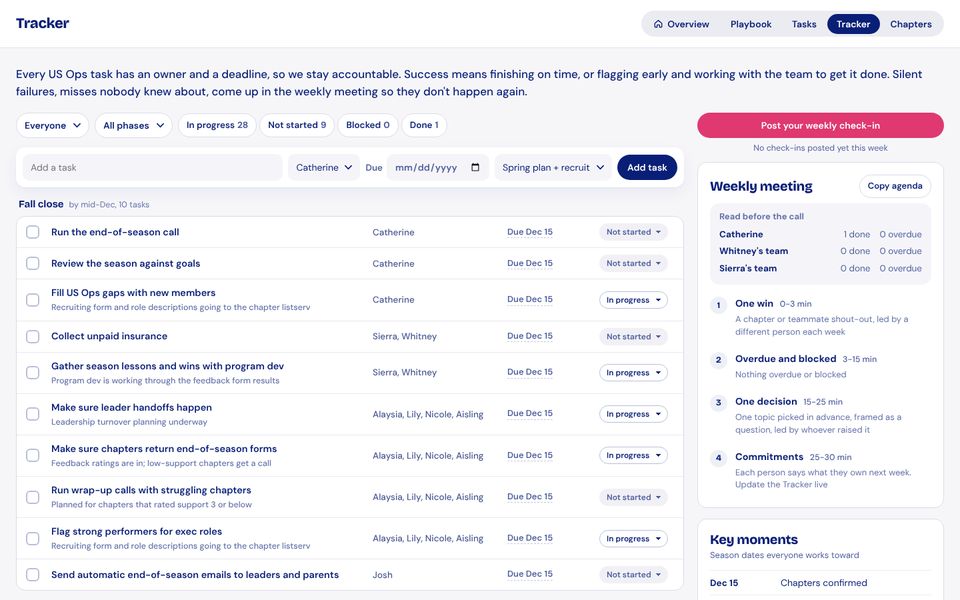 Tracker
Overview
Playbook
Tasks
Tracker
Chapters
Every US Ops task has an owner and a deadline, so we stay accountable. Success means finishing on time, or flagging early and working with the team to get it done. Silent
failures, misses nobody knew about, come up in the weekly meeting so they don't happen again.
Everyone
All phases
In progress 28
Not started 9
Blocked 0
Done 1
Add a task
Catherine
Due
mm/dd/yyyy
Spring plan + recruit
Add task
Fall close by mid-Dec, 10 tasks
Run the end-of-season call
Catherine
Due Dec 15
Not started
Review the season against goals
Catherine
Due Dec 15
Not started
Fill US Ops gaps with new members
Recruiting form and role descriptions going to the chapter listserv
Catherine
Due Dec 15
In progress
Collect unpaid insurance
Sierra, Whitney
Due Dec 15
Not started
Gather season lessons and wins with program dev
Program dev is working through the feedback form results
Sierra, Whitney
Due Dec 15
In progress
Make sure leader handoffs happen
Leadership turnover planning underway
Alaysia, Lily, Nicole, Aisling
Due Dec 15
In progress
Make sure chapters return end-of-season forms
Feedback ratings are in; low-support chapters get a call
Alaysia, Lily, Nicole, Aisling
Due Dec 15
In progress
Run wrap-up calls with struggling chapters
Planned for chapters that rated support 3 or below
Alaysia, Lily, Nicole, Aisling
Due Dec 15
Not started
Flag strong performers for exec roles
Recruiting form and role descriptions going to the chapter listserv
Alaysia, Lily, Nicole, Aisling
Due Dec 15
In progress
Send automatic end-of-season emails to leaders and parents
Josh
Due Dec 15
Not started
Post your weekly check-in
No check-ins posted yet this week
Weekly meeting
Copy agenda
Read before the call
Catherine 1 done 0 overdue
Whitney's team 0 done 0 overdue
Sierra's team 0 done 0 overdue
1 One win 0-3 min
A chapter or teammate shout-out, led by a
different person each week
2 Overdue and blocked 3-15 min
Nothing overdue or blocked
3 One decision 15-25 min
One topic picked in advance, framed as a
question, led by whoever raised it
4 Commitments 25-30 min
Each person says what they own next week.
Update the Tracker live
Key moments
Season dates everyone works toward
Dec 15 Chapters confirmed